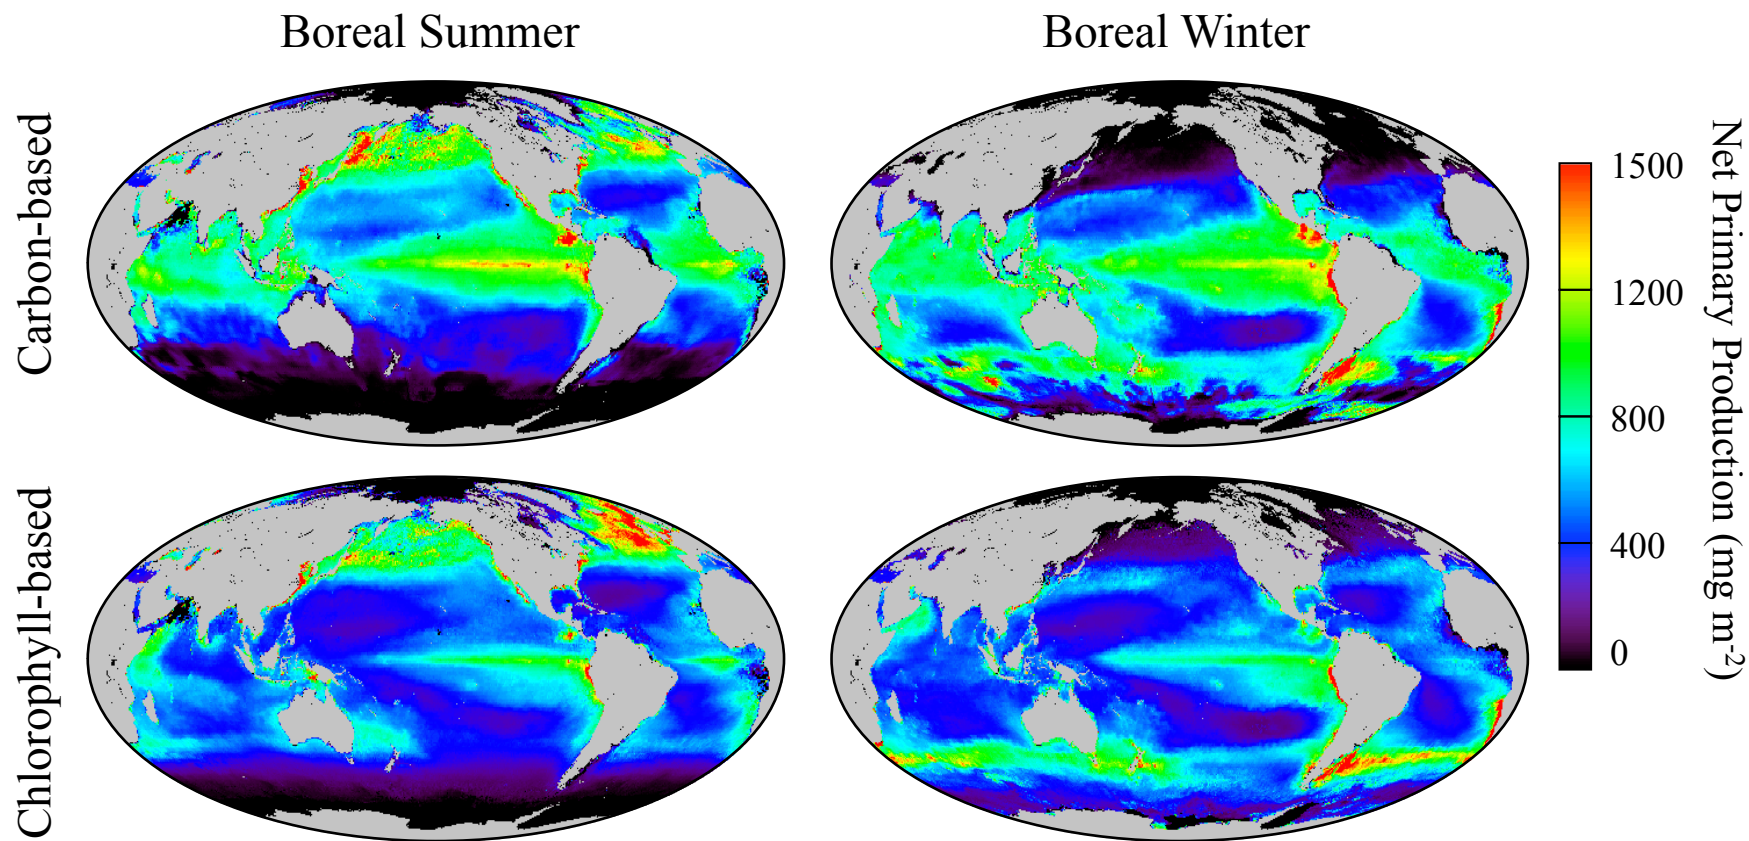 Boreal Summer
Boreal Winter
Carbon-based
Chlorophyll-based
1500
1200
800
400
0
Net Primary Production (mg m⁻²)